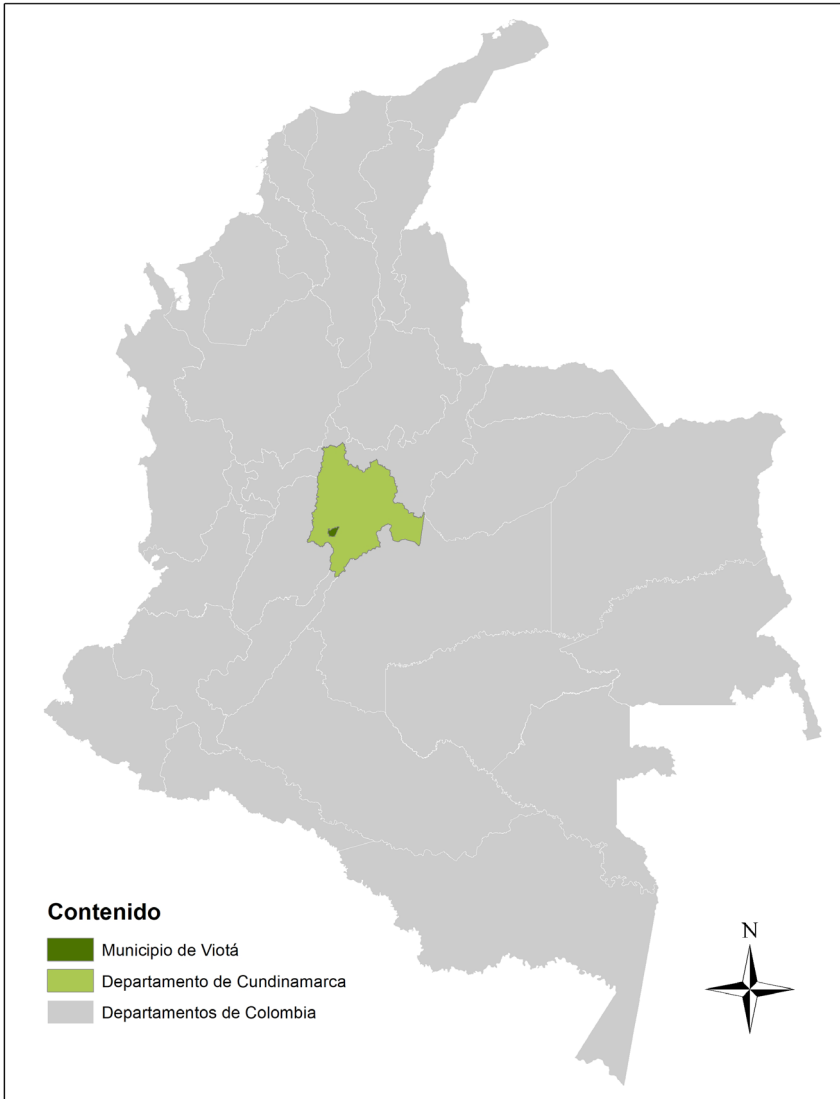 Contenido
Municipio de Viotá
Departamento de Cundinamarca
Departamentos de Colombia
N